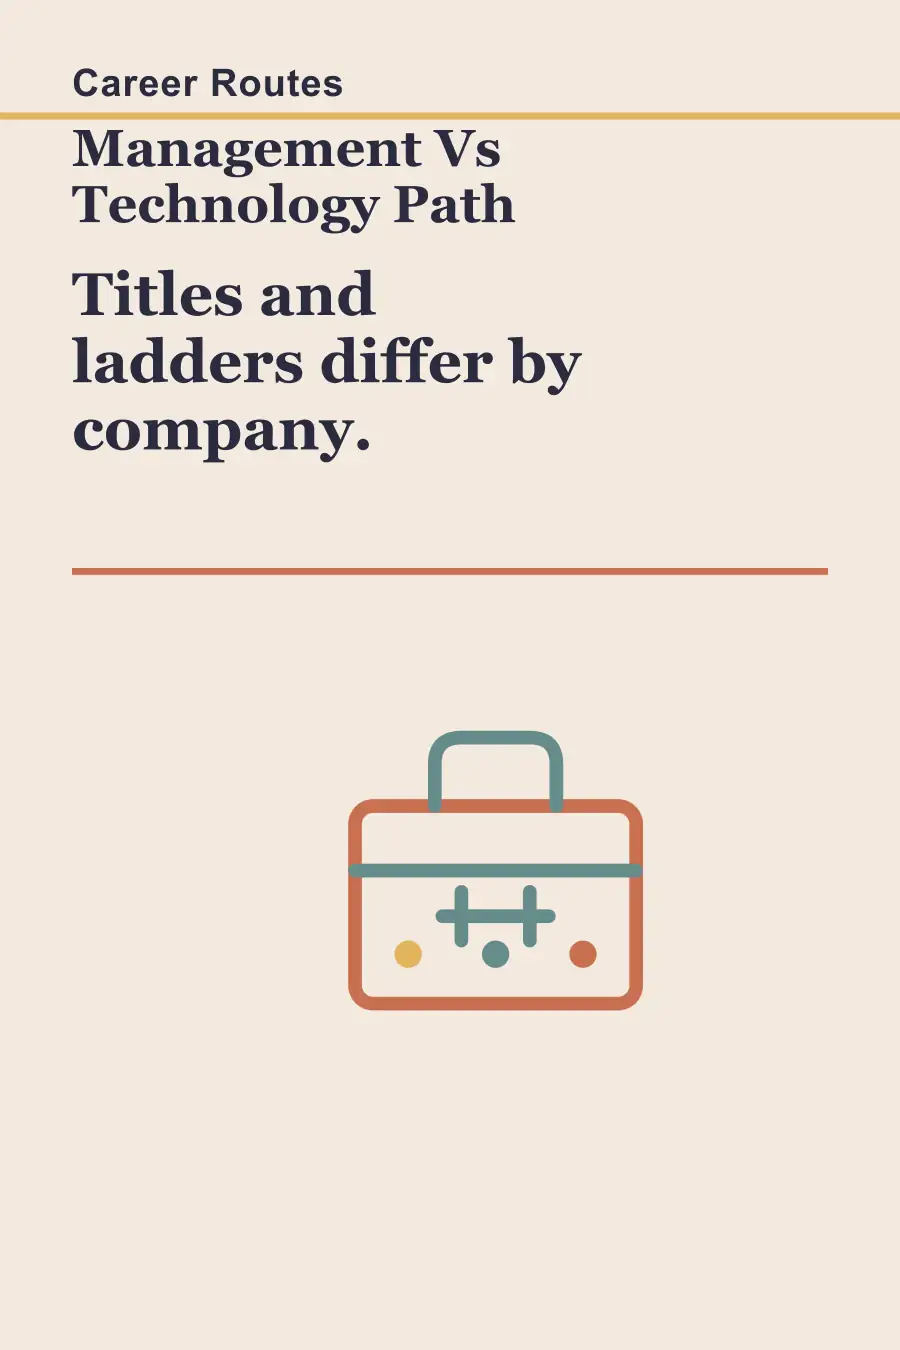 Career Routes
Management Vs
Technology Path
Titles and
ladders differ by
company.